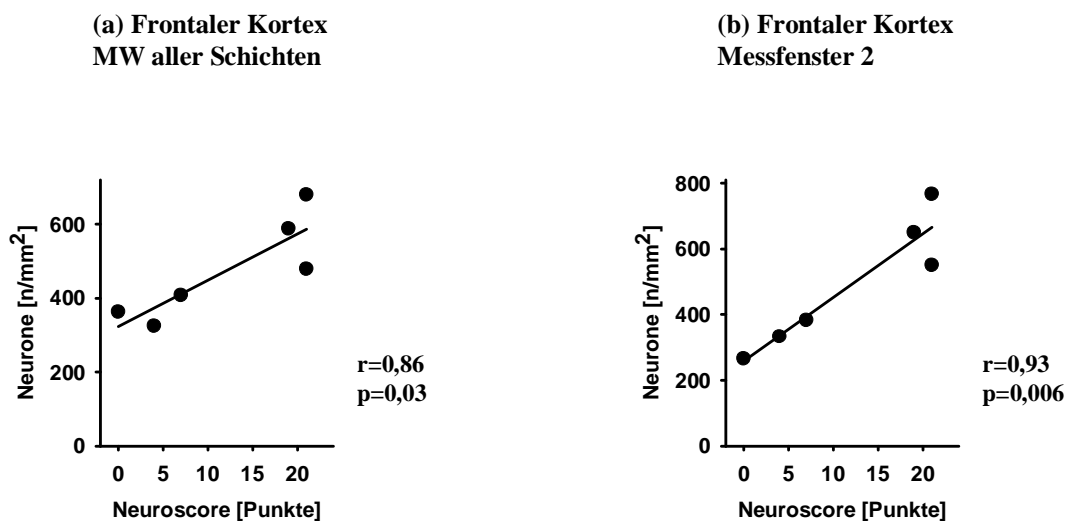 (a) Frontaler Kortex
MW aller Schichten
Neurone [n/mm²]
600
400
200
0
0 5 10 15 20
Neuroscore [Punkte]
r=0,86
p=0,03
(b) Frontaler Kortex
Messfenster 2
Neurone [n/mm²]
800
600
400
200
0
0 5 10 15 20
Neuroscore [Punkte]
r=0,93
p=0,006